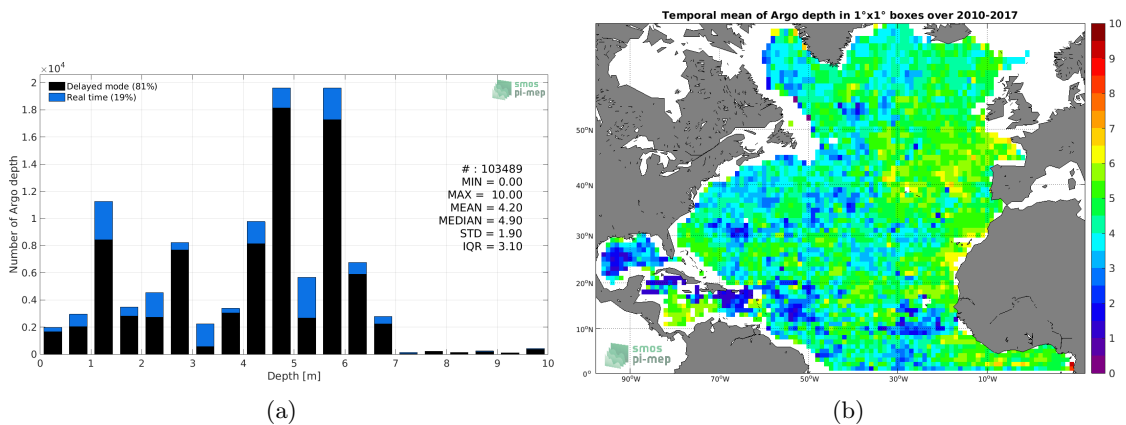 ×10⁴
2
1.8
1.6
1.4
1.2
1
0.8
0.6
0.4
0.2
0
Number of Argo depth
Delayed mode (81%)
Real time (19%)
smos
pi-mep
# : 103489
MIN = 0.00
MAX = 10.00
MEAN = 4.20
MEDIAN = 4.90
STD = 1.90
IQR = 3.10
0 1 2 3 4 5 6 7 8 9 10
Depth [m]
(a)
Temporal mean of Argo depth in 1°x1° boxes over 2010-2017
50°N
40°N
30°N
20°N
10°N
0°
90°W 70°W 50°W 30°W 10°W
smos
pi-mep
10
9
8
7
6
5
4
3
2
1
0
(b)